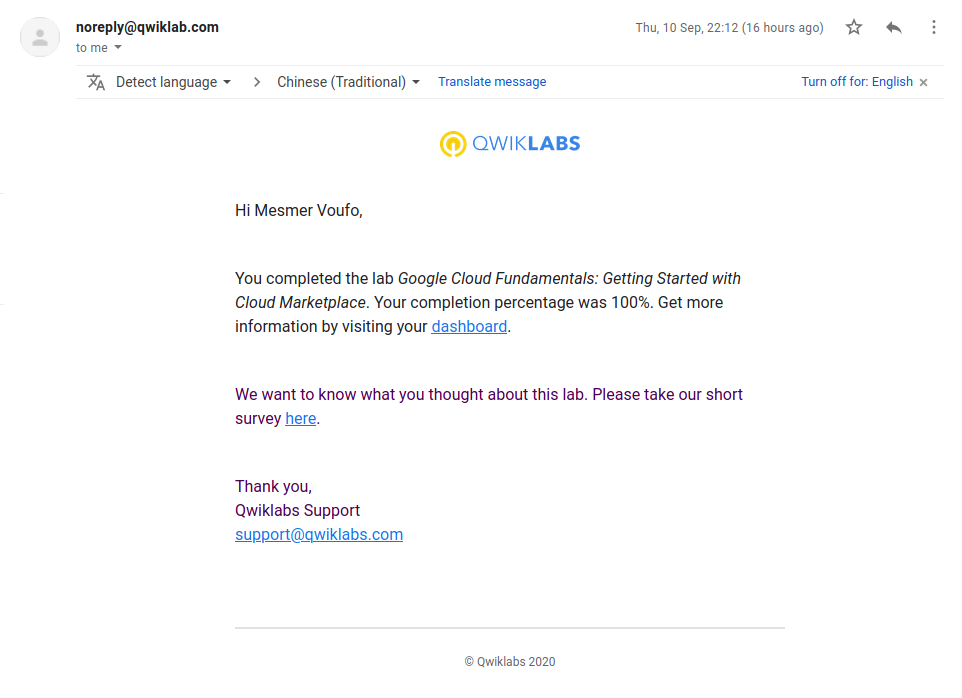 noreply@qwiklab.com
Thu, 10 Sep, 22:12 (16 hours ago)
to me
Detect language
Chinese (Traditional)
Translate message
Turn off for: English
QWIKLABS
Hi Mesmer Voufo,
You completed the lab Google Cloud Fundamentals: Getting Started with
Cloud Marketplace. Your completion percentage was 100%. Get more
information by visiting your dashboard.
We want to know what you thought about this lab. Please take our short
survey here.
Thank you,
Qwiklabs Support
support@qwiklabs.com
© Qwiklabs 2020